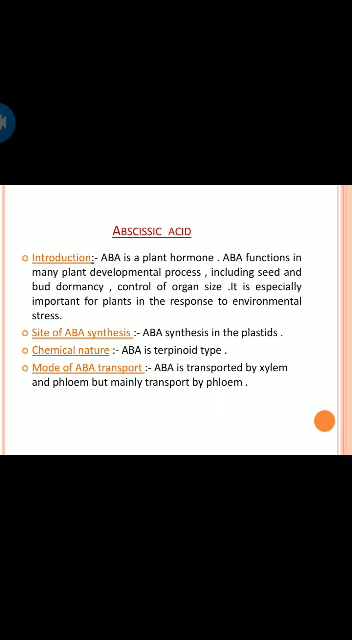 ABSCISSIC ACID
Introduction:- ABA is a plant hormone . ABA functions in
many plant developmental process , including seed and
bud dormancy , control of organ size .It is especially
important for plants in the response to environmental
stress.
Site of ABA synthesis :- ABA synthesis in the plastids .
Chemical nature :- ABA is terpinoid type .
Mode of ABA transport :- ABA is transported by xylem
and phloem but mainly transport by phloem .